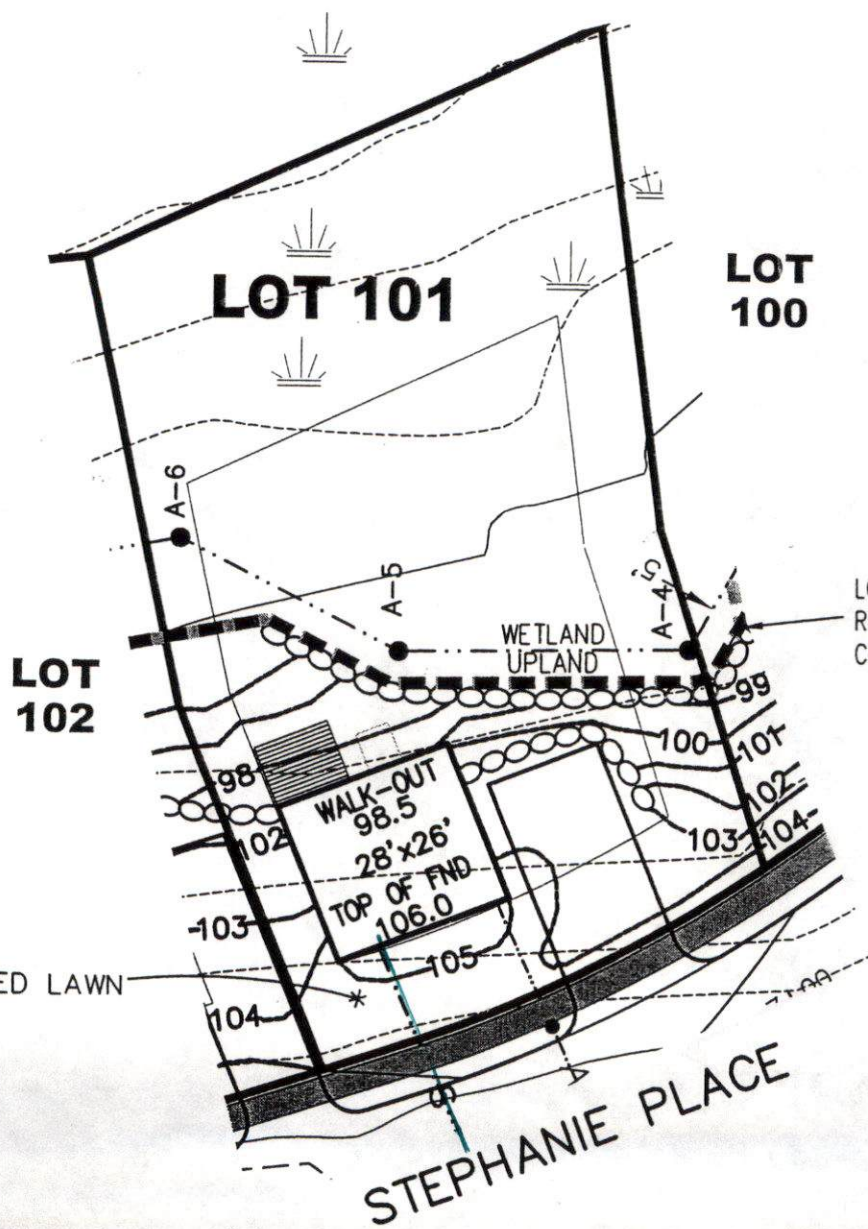 LOT 101
LOT
100
A-6
A-5
A-4
5'
WETLAND
UPLAND
LOT
102
99
100
101
102
103
104
98
102
103
104
105
WALK-OUT
98.5
28'x26'
TOP OF FND
106.0
ED LAWN
S
STEPHANIE PLACE